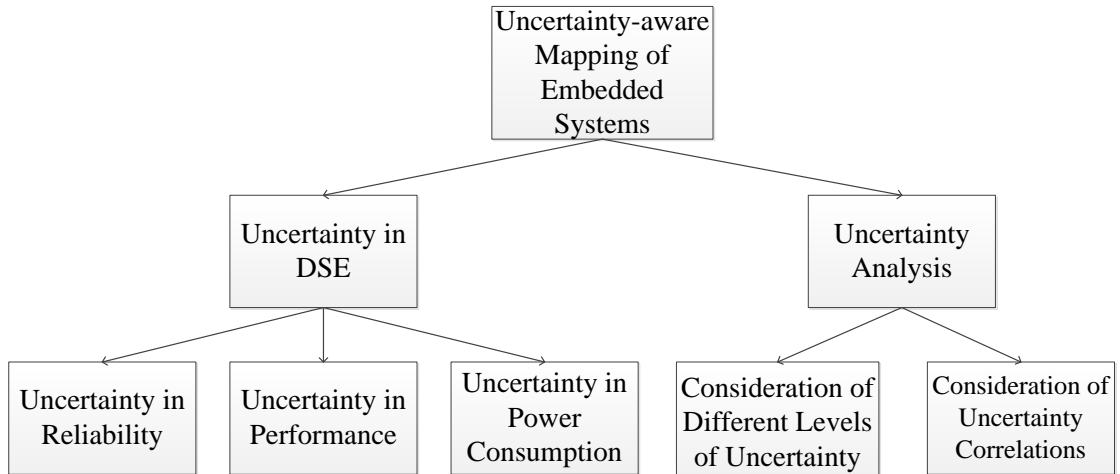 Uncertainty-aware
Mapping of
Embedded
Systems
Uncertainty in
DSE
Uncertainty
Analysis
Uncertainty in
Reliability
Uncertainty in
Performance
Uncertainty in
Power
Consumption
Consideration of
Different Levels
of Uncertainty
Consideration of
Uncertainty
Correlations